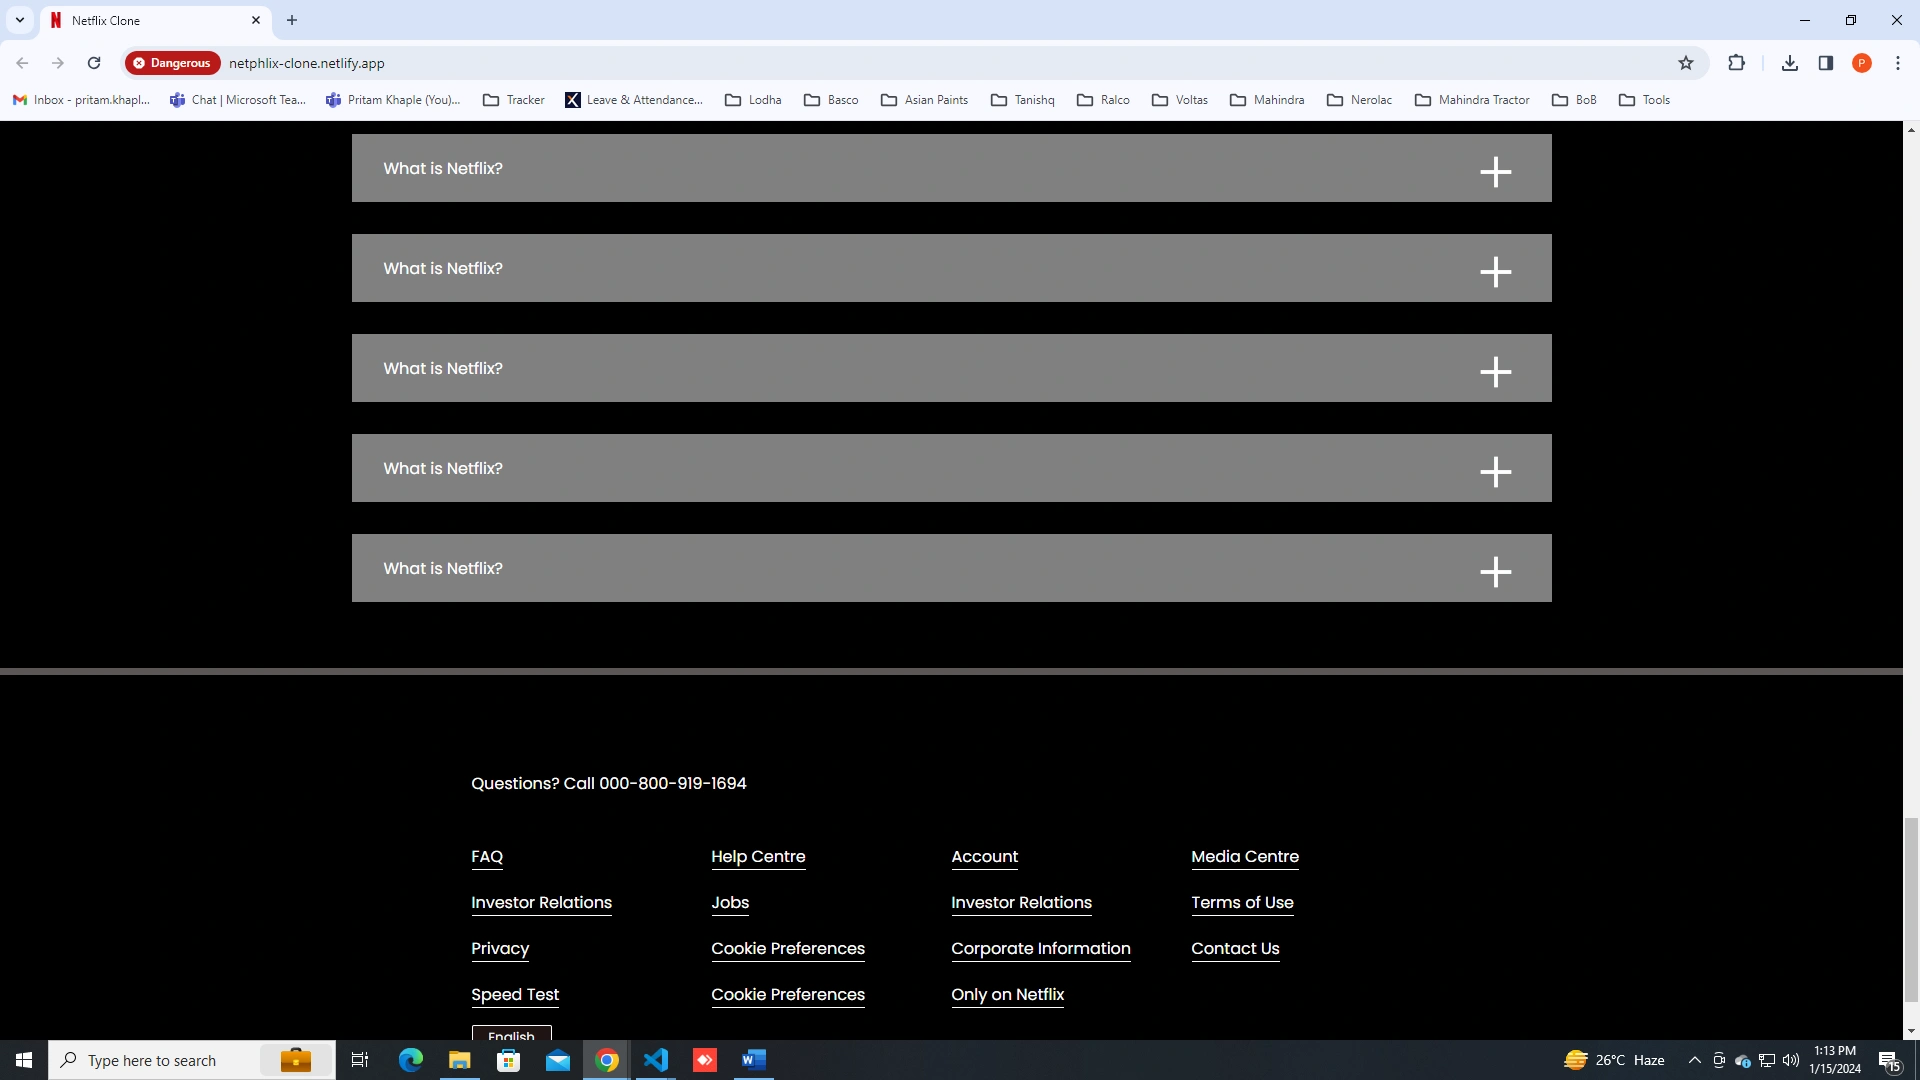 Netflix Clone
Dangerous
netphlix-clone.netlify.app
P
Inbox - pritam.khapl...
Chat | Microsoft Tea...
Pritam Khaple (You)...
Tracker
Leave & Attendance...
Lodha
Basco
Asian Paints
Tanishq
Ralco
Voltas
Mahindra
Nerolac
Mahindra Tractor
BoB
Tools
What is Netflix?
What is Netflix?
What is Netflix?
What is Netflix?
What is Netflix?
Questions? Call 000-800-919-1694
FAQ
Help Centre
Account
Media Centre
Investor Relations
Jobs
Investor Relations
Terms of Use
Privacy
Cookie Preferences
Corporate Information
Contact Us
Speed Test
Cookie Preferences
Only on Netflix
English
Type here to search
26°C Haze
1:13 PM
1/15/2024
15